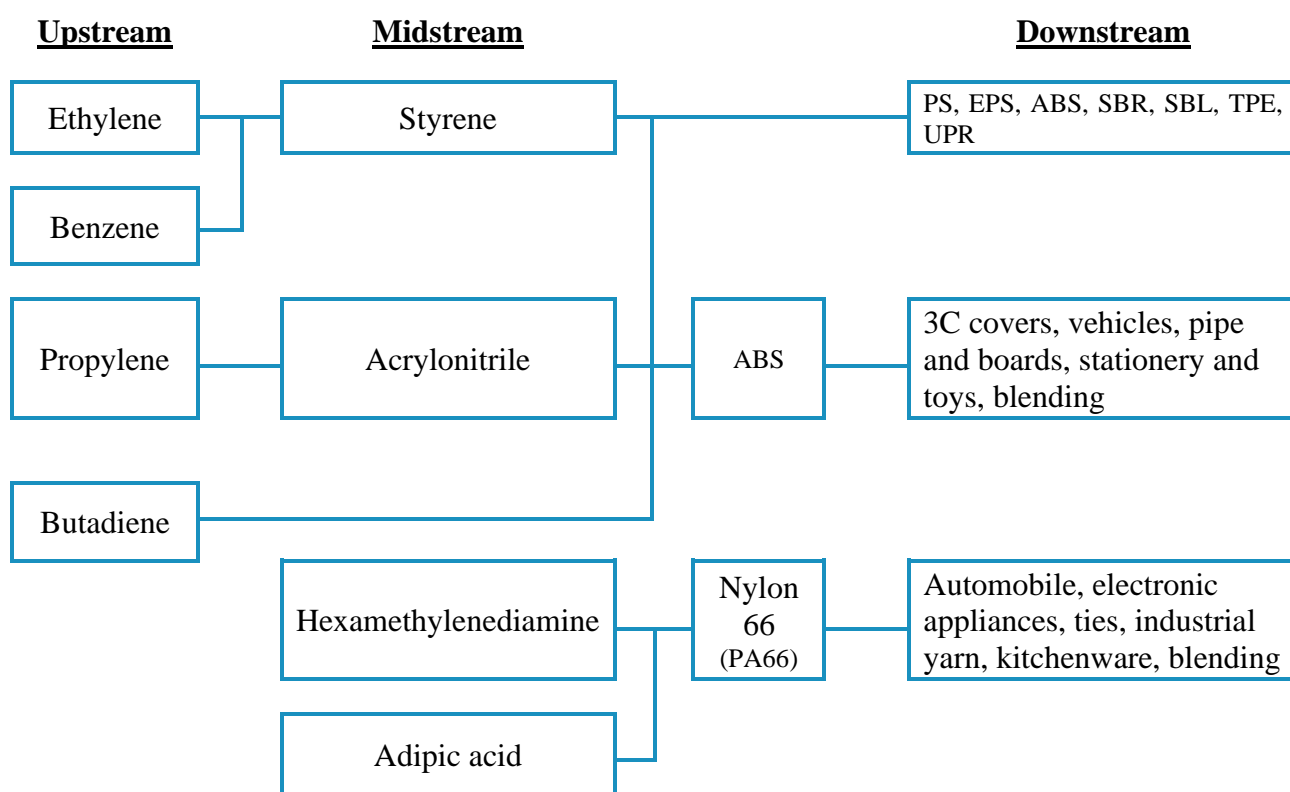 Upstream
Midstream
Downstream
Ethylene
Styrene
PS, EPS, ABS, SBR, SBL, TPE,
UPR
Benzene
Propylene
Acrylonitrile
ABS
3C covers, vehicles, pipe
and boards, stationery and
toys, blending
Butadiene
Hexamethylenediamine
Nylon
66
(PA66)
Automobile, electronic
appliances, ties, industrial
yarn, kitchenware, blending
Adipic acid